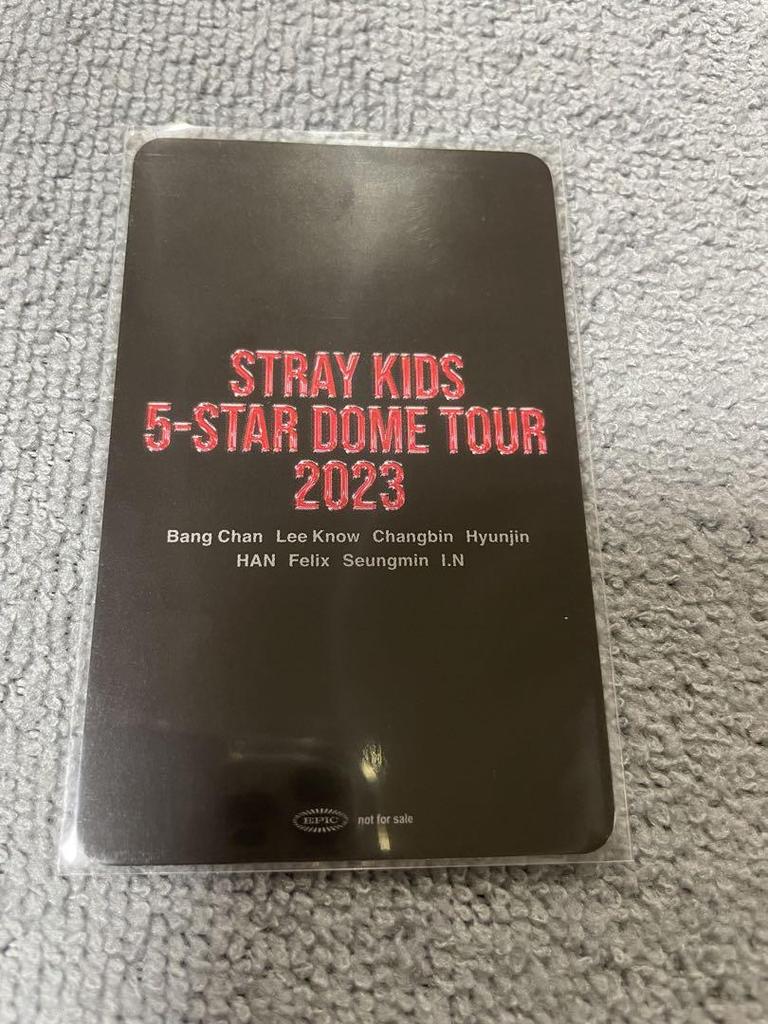 STRAY KIDS
5-STAR DOME TOUR
2023
Bang Chan Lee Know Changbin Hyunjin
HAN Felix Seungmin I.N
EPIC not for sale